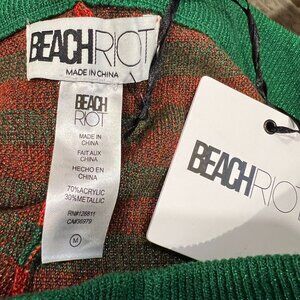 BEACHRIOT
MADE IN CHINA
BEACH
RIOT
MADE IN
CHINA
FAIT AUX
CHINA
HECHO EN
CHINA
70%ACRYLIC
30%METALLIC
RN#128811
CA#56979
M
BEACHRIOT